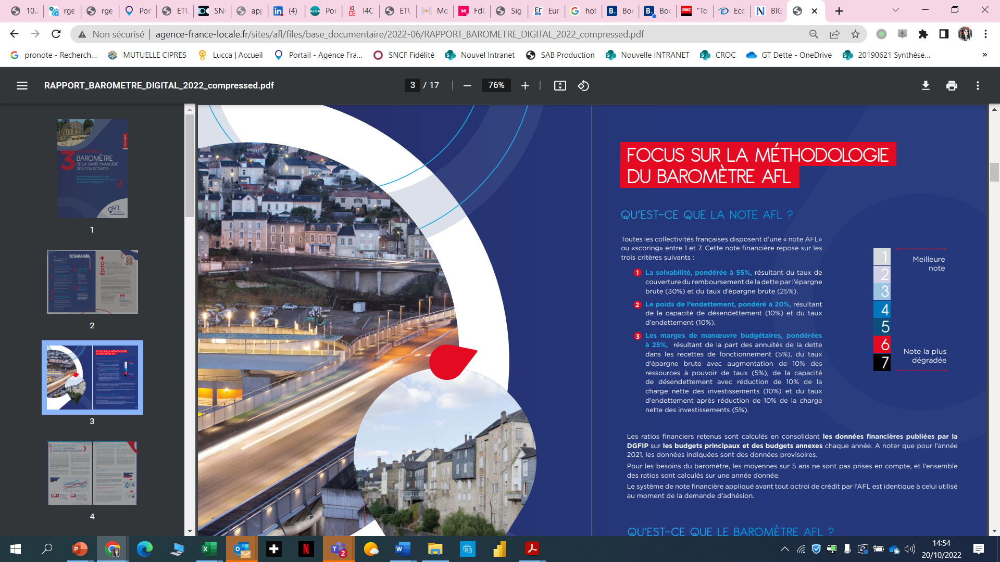 10.2
rge
rge
Por
ETU
SN
app
(4)
Por
I4C
ETU
Mo
FdC
Sig
Eur
hot
Boo
Boo
"To
Eco
BIG
Non sécurisé | agence-france-locale.fr/sites/afl/files/base_documentaire/2022-06/RAPPORT_BAROMETRE_DIGITAL_2022_compressed.pdf
pronote - Recherch...
MUTUELLE CIPRES
Lucca | Accueil
Portail - Agence Fra...
SNCF Fidélité
Nouvel Intranet
SAB Production
Nouvelle INTRANET
CROC
GT Dette - OneDrive
20190621 Synthèse...
»
RAPPORT_BAROMETRE_DIGITAL_2022_compressed.pdf
3 / 17
76%
3
BAROMÈTRE
DE LA SANTÉ FINANCIÈRE
DES COLLECTIVITÉS
AFL
1
SOMMAIRE
ÉDITO
2
3
4
FOCUS SUR LA MÉTHODOLOGIE
DU BAROMÈTRE AFL
QU'EST-CE QUE LA NOTE AFL ?
Toutes les collectivités françaises disposent d'une « note AFL»
ou «scoring» entre 1 et 7. Cette note financière repose sur les
trois critères suivants :
1 La solvabilité, pondérée à 55%, résultant du taux de
couverture du remboursement de la dette par l'épargne
brute (30%) et du taux d'épargne brute (25%).
2 Le poids de l'endettement, pondéré à 20%, résultant
de la capacité de désendettement (10%) et du taux
d'endettement (10%).
3 Les marges de manœuvre budgétaires, pondérées
à 25%, résultant de la part des annuités de la dette
dans les recettes de fonctionnement (5%), du taux
d'épargne brute avec augmentation de 10% des
ressources à pouvoir de taux (5%), de la capacité
de désendettement avec réduction de 10% de la
charge nette des investissements (10%) et du taux
d'endettement après réduction de 10% de la charge
nette des investissements (5%).
1
2
3
4
5
6
7
Meilleure
note
Note la plus
dégradée
Les ratios financiers retenus sont calculés en consolidant les données financières publiées par la
DGFIP sur les budgets principaux et des budgets annexes chaque année. A noter que pour l'année
2021, les données indiquées sont des données provisoires.
Pour les besoins du baromètre, les moyennes sur 5 ans ne sont pas prises en compte, et l'ensemble
des ratios sont calculés sur une année donnée.
Le système de note financière appliqué avant tout octroi de crédit par l'AFL est identique à celui utilisé
au moment de la demande d'adhésion.
QU'EST-CE QUE LE BAROMÈTRE AFL ?
14:54
20/10/2022